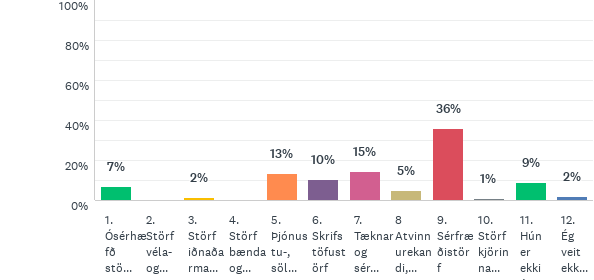 100%
80%
60%
40%
20%
0%
7%
2%
13%
10%
15%
5%
36%
1%
9%
2%
1.
Ósérhæ
fð
stö…
2.
Störf
véla-
og…
3.
Störf
iðnaða
rma…
4.
Störf
bænda
og…
5.
Þjónus
tu-,
söl…
6.
Skrifs
tofust
örf
7.
Tæknar
og
sér…
8
Atvinn
urekan
di,…
9.
Sérfræ
ðistör
f
10.
Störf
kjörin
na…
11.
Hún
er
ekki
12.
Ég
veit
ekk…